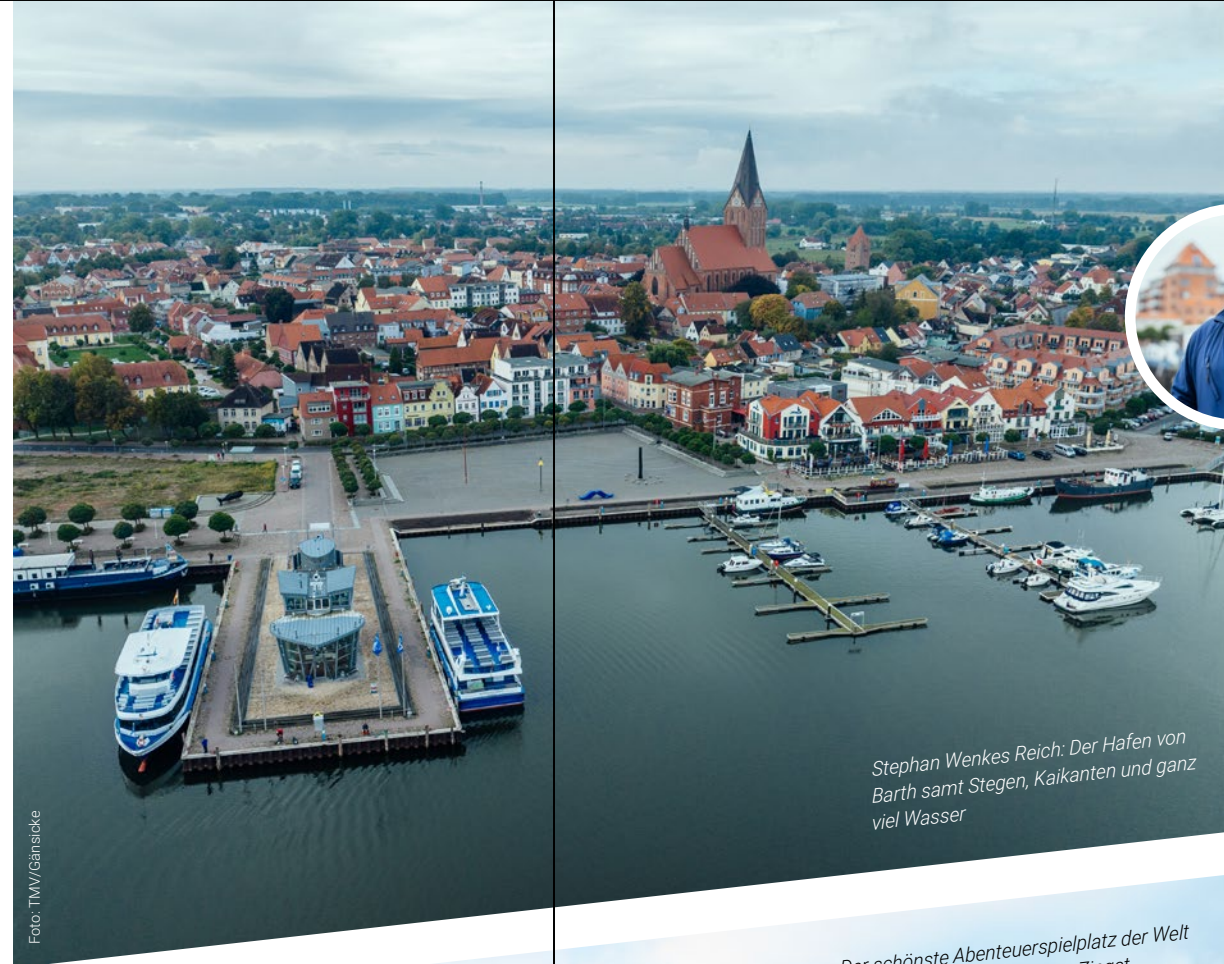 Foto: TMV/Gänsicke
Stephan Wenkes Reich: Der Hafen von
Barth samt Stegen, Kaikanten und ganz
viel Wasser
Der schönste Abenteuerspielplatz der Welt
Zingst